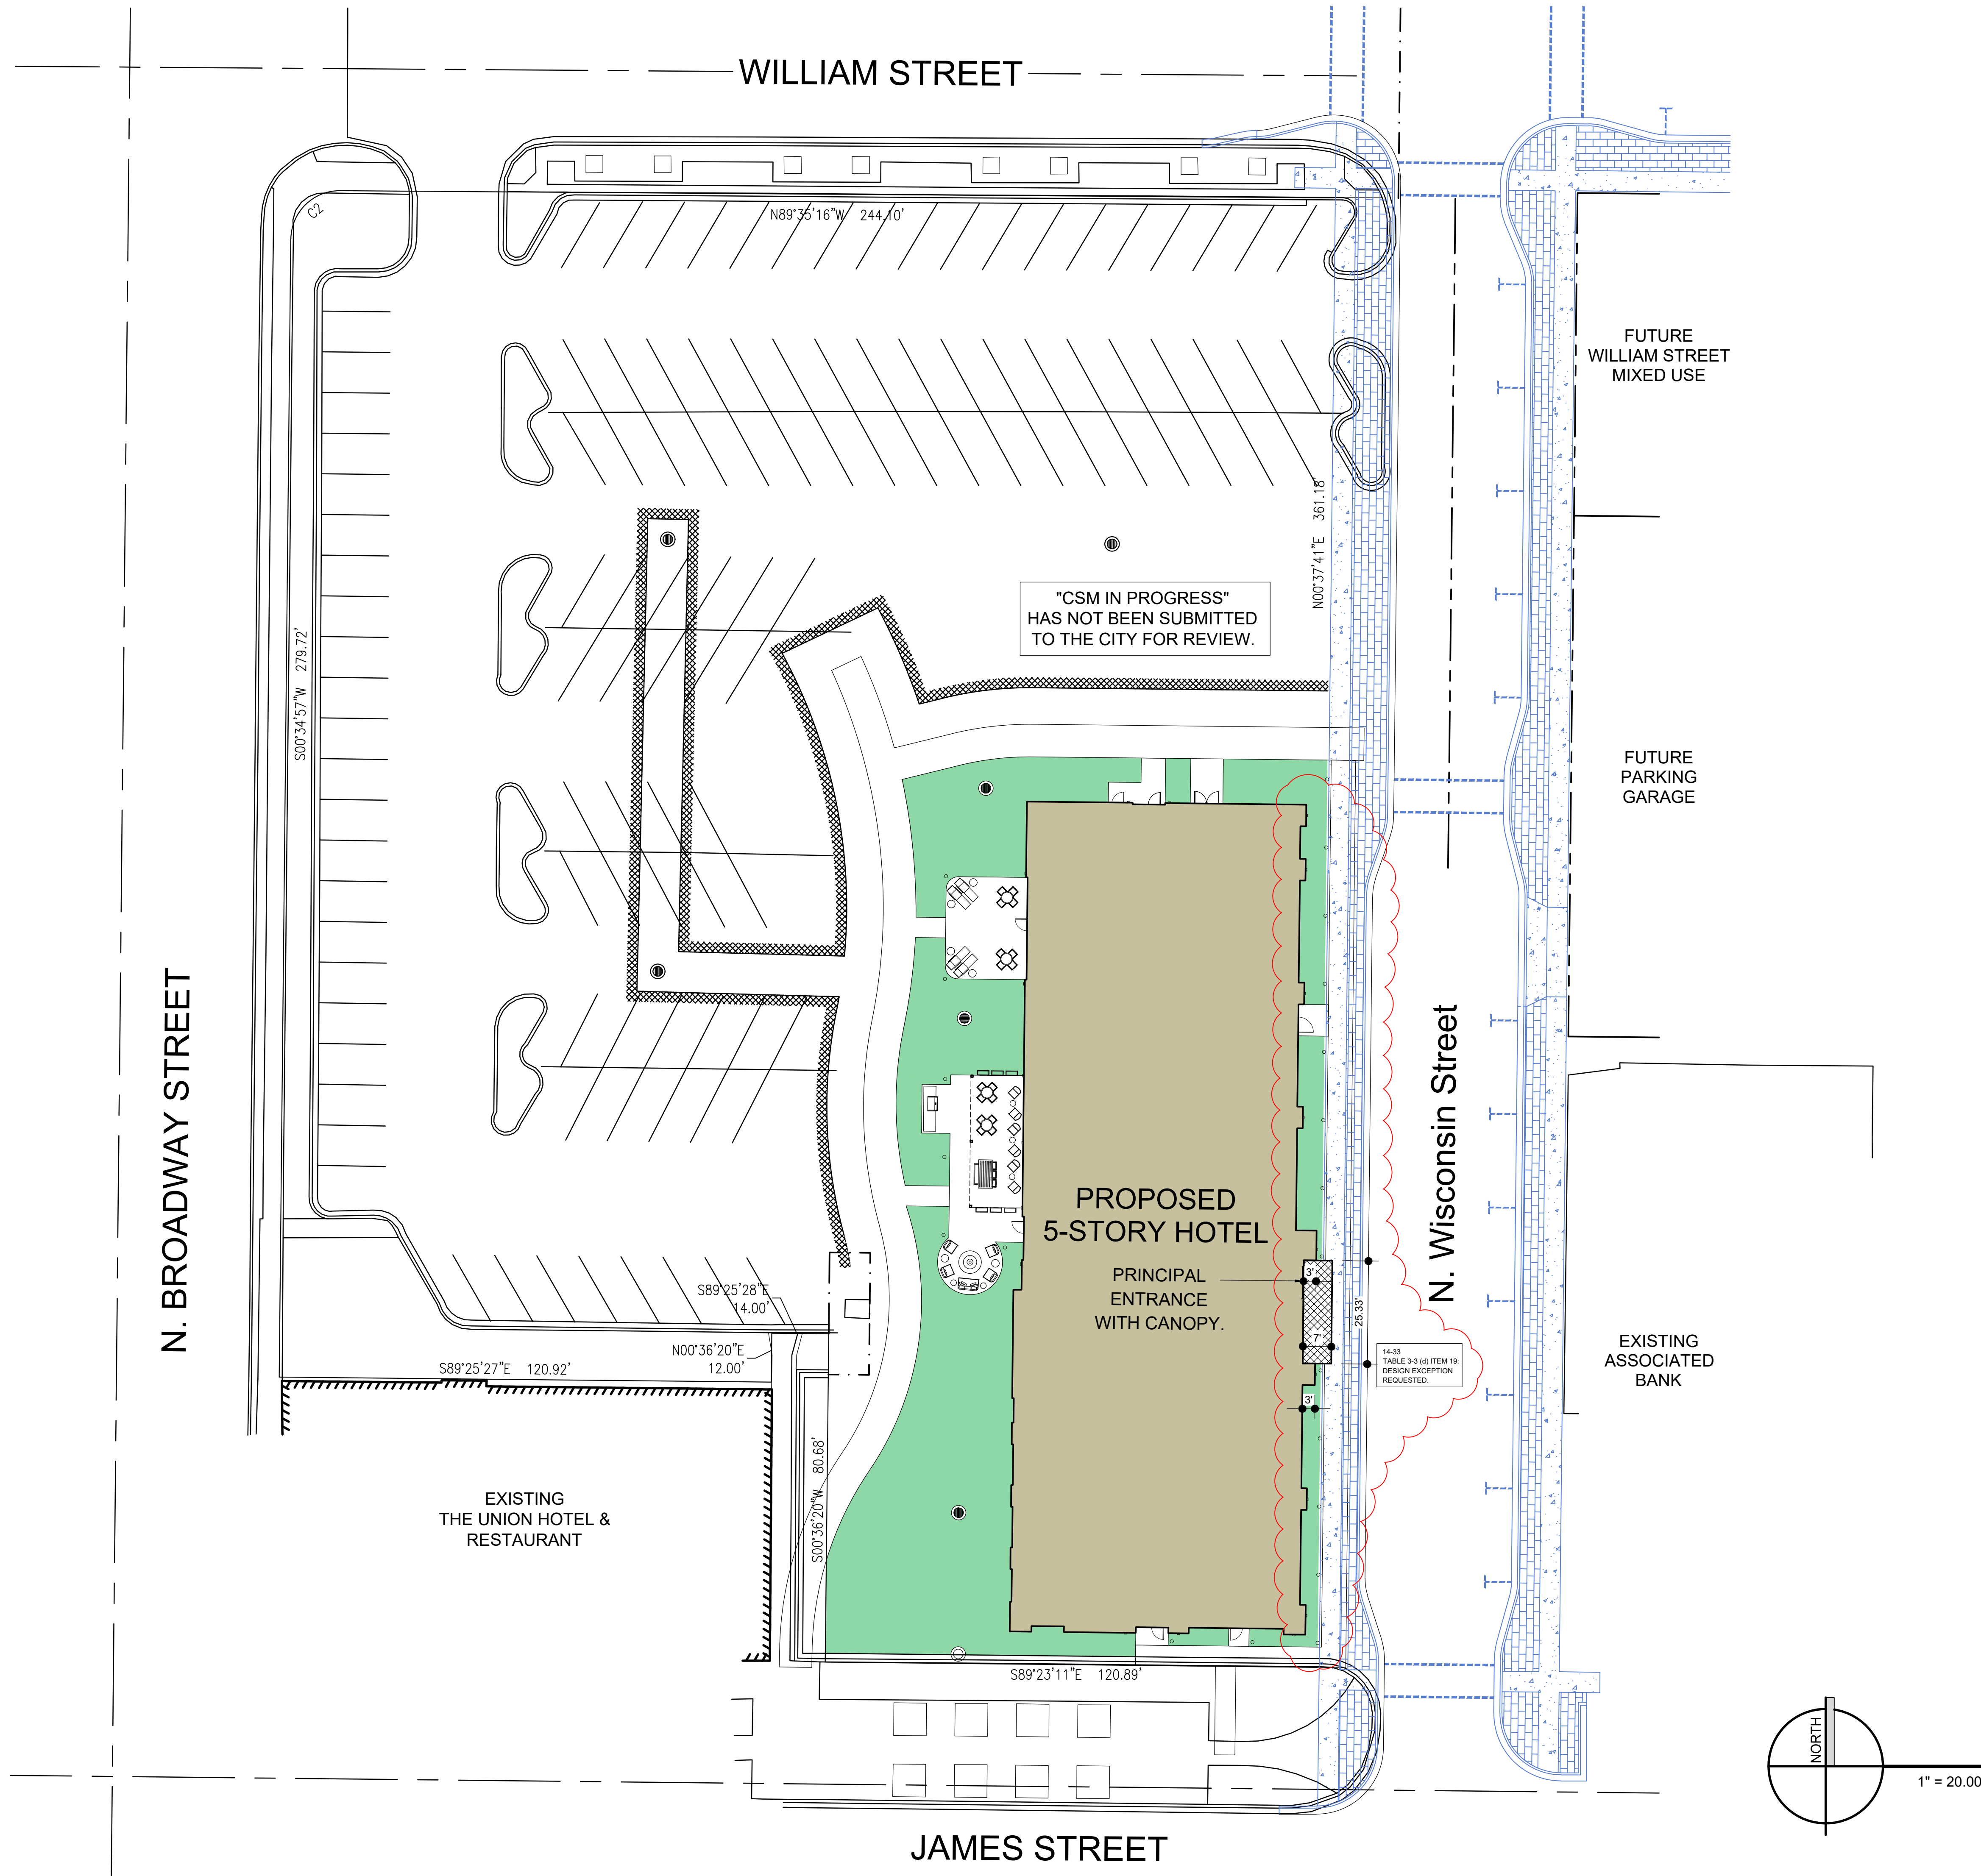 WILLIAM STREET
C2
N89°35'16"W 244.10'
FUTURE
WILLIAM STREET
MIXED USE
N00°37'41"E 361.18'
"CSM IN PROGRESS"
HAS NOT BEEN SUBMITTED
TO THE CITY FOR REVIEW.
S00°34'57"W 279.72'
FUTURE
PARKING
GARAGE
N. BROADWAY STREET
N. Wisconsin Street
PROPOSED
5-STORY HOTEL
PRINCIPAL
ENTRANCE
WITH CANOPY.
3'
25.33'
7'
3'
14-33
TABLE 3-3 (d) ITEM 19:
DESIGN EXCEPTION
REQUESTED.
S89°25'28"E
14.00'
N00°36'20"E
12.00'
S89°25'27"E 120.92'
EXISTING
ASSOCIATED
BANK
S00°36'20"W 80.68'
EXISTING
THE UNION HOTEL &
RESTAURANT
S89°23'11"E 120.89'
NORTH
1" = 20.00
JAMES STREET